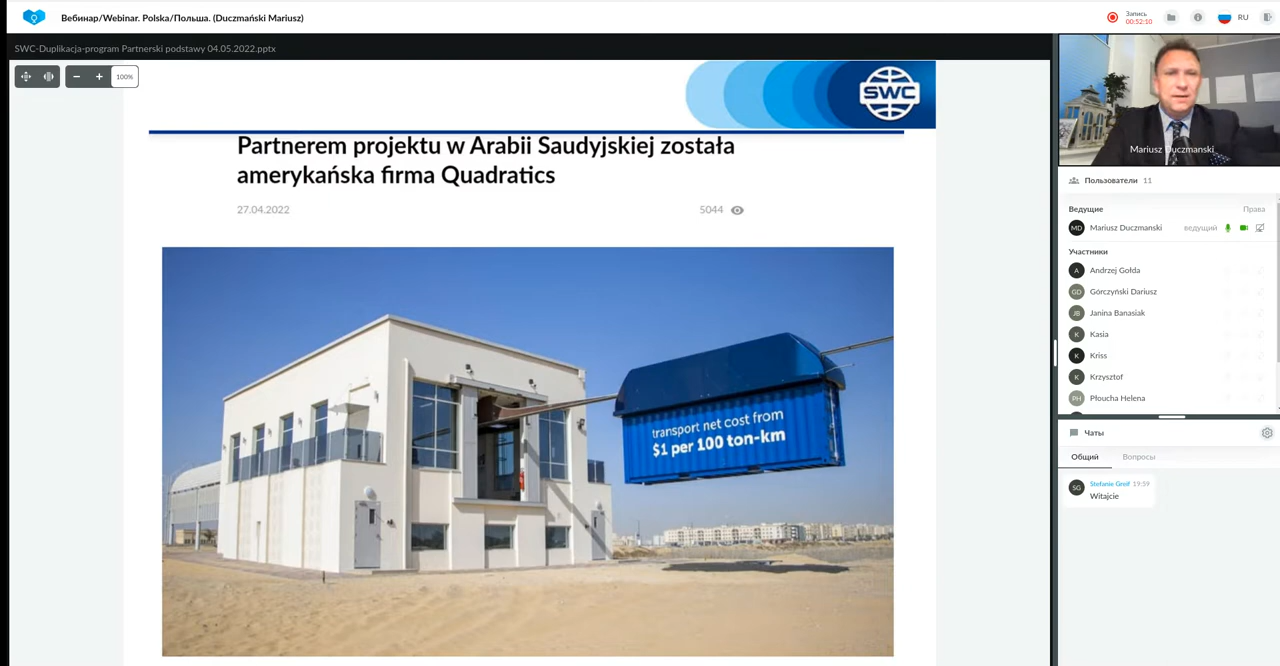 Вебинар/Webinar. Polska/Польша. (Duczmański Mariusz)
Запись
00:52:10
RU
SWC-Duplikacja-program Partnerski podstawy 04.05.2022.pptx
100%
SWC
Partnerem projektu w Arabii Saudyjskiej została
amerykańska firma Quadratics
27.04.2022
5044
transport net cost from
$1 per 100 ton-km
Mariusz Duczmanski
Пользователи 11
Ведущие Права
MD Mariusz Duczmanski ведущий
Участники
A Andrzej Gołda
GD Górczyński Dariusz
JB Janina Banasiak
K Kasia
K Kriss
K Krzysztof
PH Płoucha Helena
Чаты
Общий Вопросы
SG Stefanie Greif 19:59
Witajcie